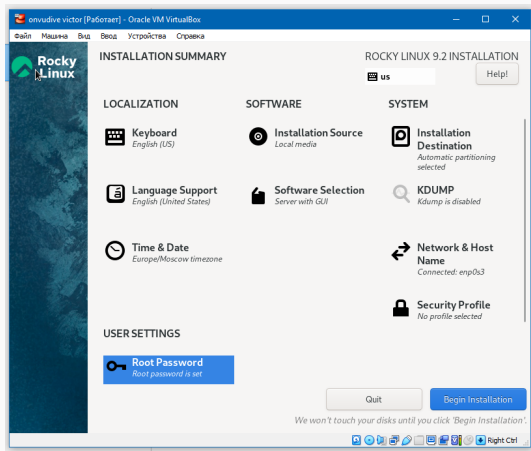 onvudive victor [Работает] - Oracle VM VirtualBox
Файл Машина Вид Ввод Устройства Справка
Rocky
Linux
INSTALLATION SUMMARY
ROCKY LINUX 9.2 INSTALLATION
us
Help!
LOCALIZATION
Keyboard
English (US)
Language Support
English (United States)
Time & Date
Europe/Moscow timezone
SOFTWARE
Installation Source
Local media
Software Selection
Server with GUI
SYSTEM
Installation
Destination
Automatic partitioning
selected
KDUMP
Kdump is disabled
Network & Host
Name
Connected: enp0s3
Security Profile
No profile selected
USER SETTINGS
Root Password
Root password is set
Quit
Begin Installation
We won't touch your disks until you click 'Begin Installation'.
Right Ctrl